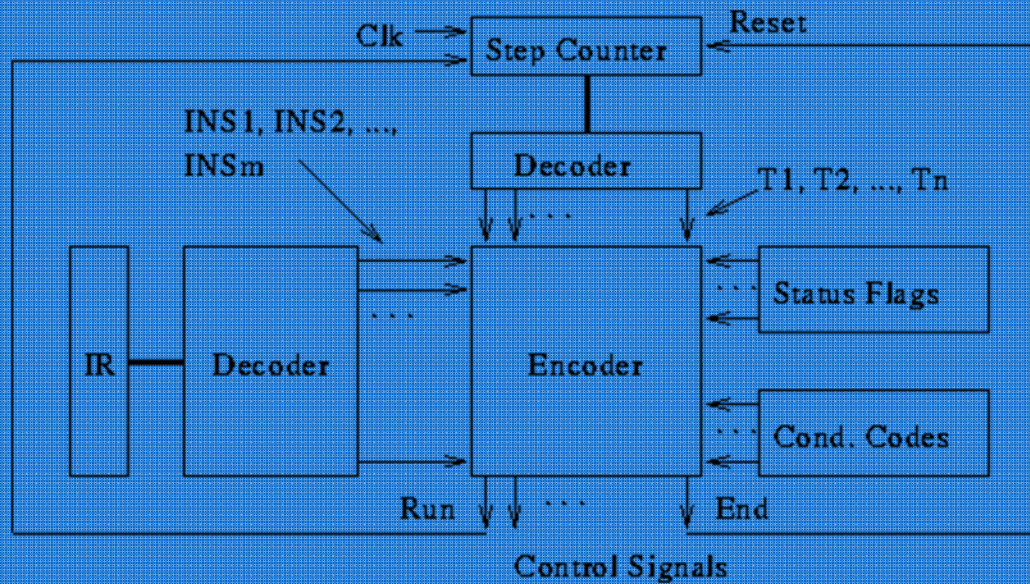 Clk
Step Counter
Reset
INS1, INS2, ...,
INSm
Decoder
T1, T2, ..., Tn
IR
Decoder
Encoder
Status Flags
Cond. Codes
Run
End
Control Signals